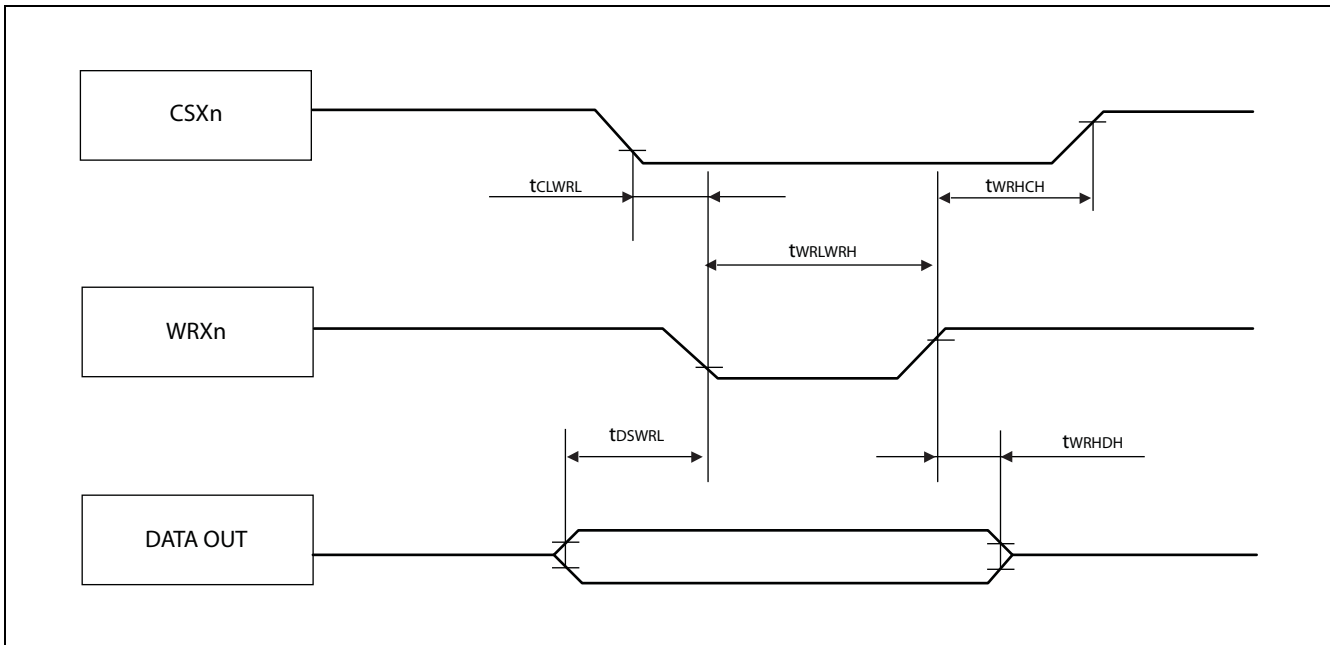 CSXn
tCLWRL
tWRHCH
tWRLWRH
WRXn
tDSWRL
tWRHDH
DATA OUT